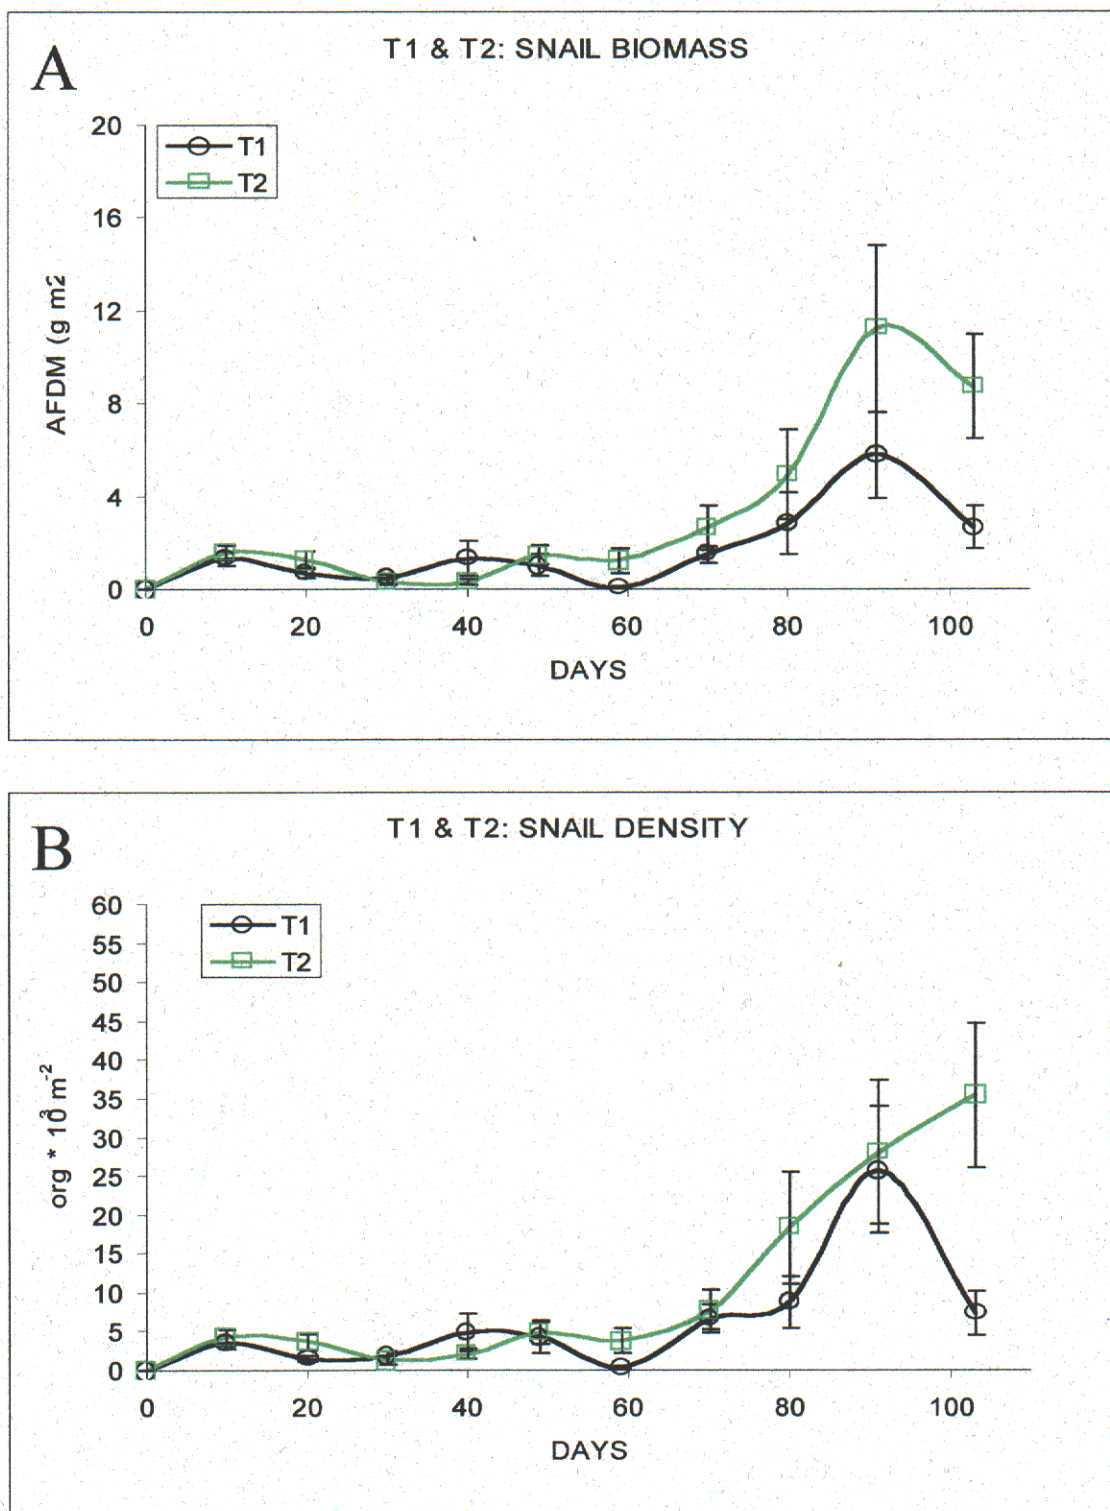 A
T1 & T2: SNAIL BIOMASS
20
16
12
8
4
0
T1
T2
AFDM (g m2
0 20 40 60 80 100
DAYS
B
T1 & T2: SNAIL DENSITY
60
55
50
45
40
35
30
25
20
15
10
5
0
T1
T2
org * 10³ m⁻²
0 20 40 60 80 100
DAYS